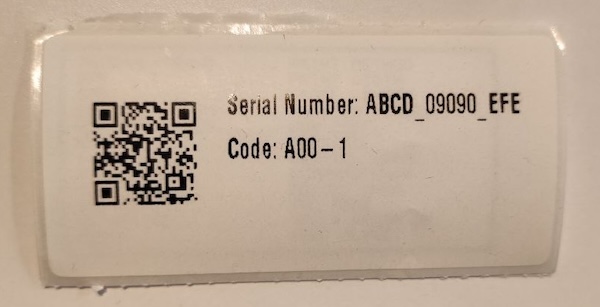 Serial Number: ABCD_09090_EFE
Code: A00-1